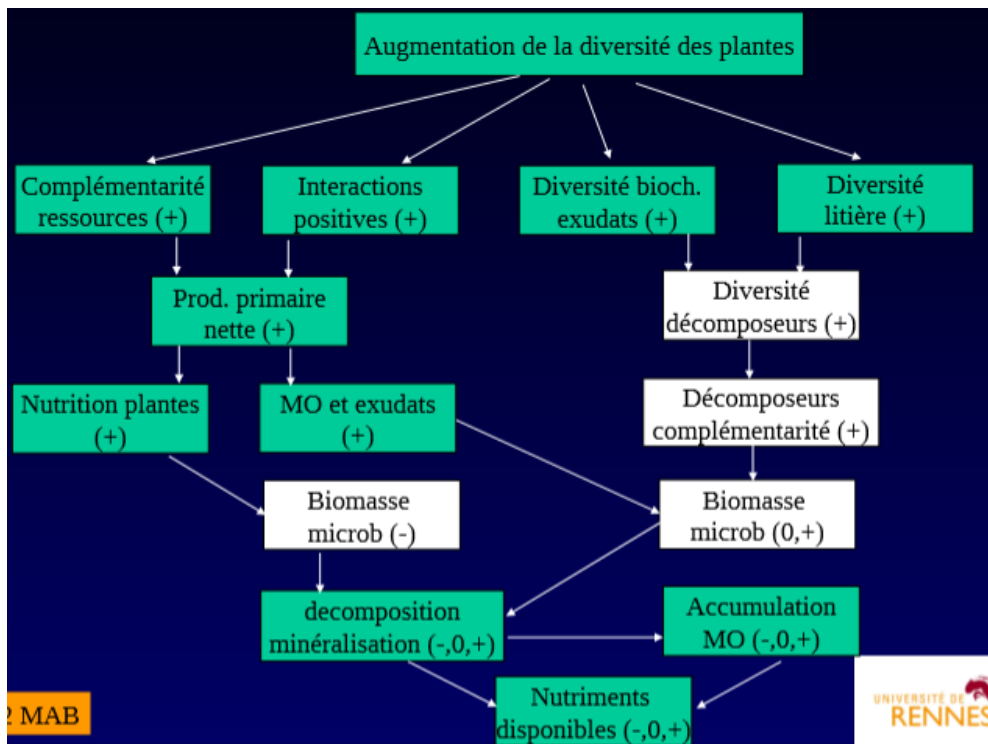 Augmentation de la diversité des plantes
Complémentarité
ressources (+)
Interactions
positives (+)
Diversité bioch.
exudats (+)
Diversité
litière (+)
Prod. primaire
nette (+)
Diversité
décomposeurs (+)
Nutrition plantes
(+)
MO et exudats
(+)
Décomposeurs
complémentarité (+)
Biomasse
microb (-)
Biomasse
microb (0,+)
decomposition
minéralisation (-,0,+)
Accumulation
MO (-,0,+)
Nutriments
disponibles (-,0,+)
2 MAB
UNIVERSITÉ DE
RENNES